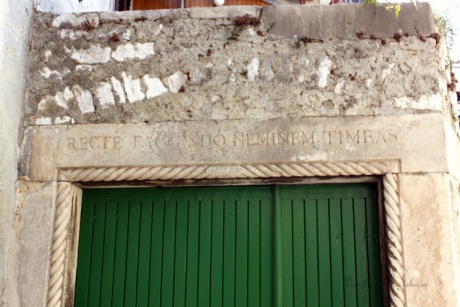 RECTE FACIENDO NEMINEM TIMEAS